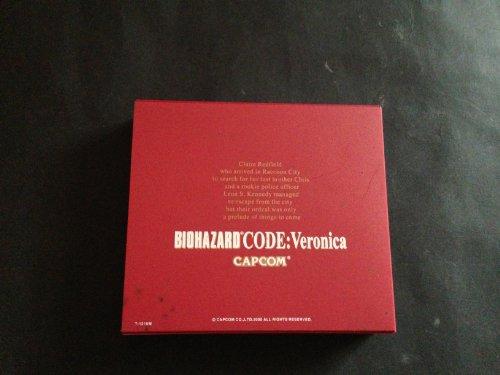 Claire Redfield
who arrived in Raccoon City
to search for her lost brother Chris
and a rookie police officer
Leon S. Kennedy managed
to escape from the city
but their ordeal was only
a prelude of things to come
BIOHAZARD® CODE:Veronica
CAPCOM®
© CAPCOM CO.,LTD.2000 ALL RIGHTS RESERVED.